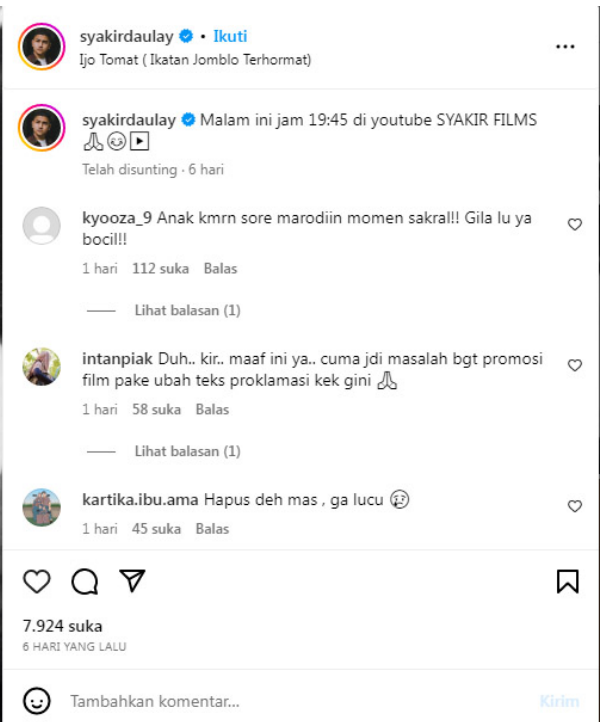 syakirdaulay • Ikuti
Ijo Tomat ( Ikatan Jomblo Terhormat)
syakirdaulay Malam ini jam 19:45 di youtube SYAKIR FILMS
🙏😊▶️
Telah disunting · 6 hari
kyooza_9 Anak kmrn sore marodiin momen sakral!! Gila lu ya
bocil!!
1 hari 112 suka Balas
Lihat balasan (1)
intanpiak Duh.. kir.. maaf ini ya.. cuma jdi masalah bgt promosi
film pake ubah teks proklamasi kek gini 🙏
1 hari 58 suka Balas
Lihat balasan (1)
kartika.ibu.ama Hapus deh mas , ga lucu 😢
1 hari 45 suka Balas
7.924 suka
6 HARI YANG LALU
Tambahkan komentar...
Kirim